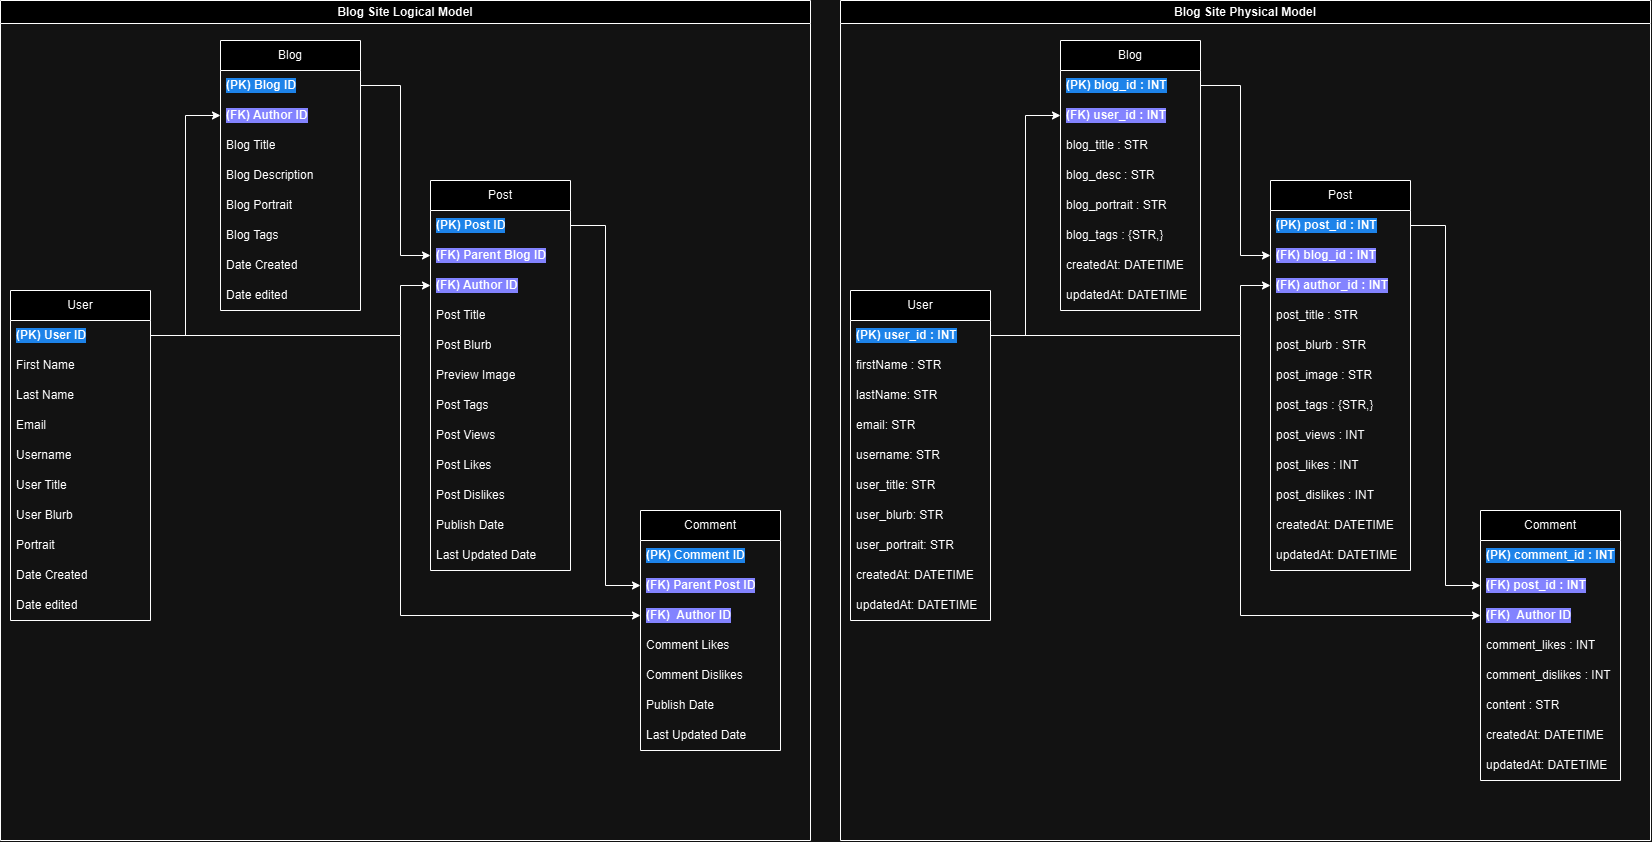 Blog Site Logical Model
Blog
(PK) Blog ID
(FK) Author ID
Blog Title
Blog Description
Blog Portrait
Blog Tags
Date Created
Date edited
Post
(PK) Post ID
(FK) Parent Blog ID
(FK) Author ID
Post Title
Post Blurb
Preview Image
Post Tags
Post Views
Post Likes
Post Dislikes
Publish Date
Last Updated Date
User
(PK) User ID
First Name
Last Name
Email
Username
User Title
User Blurb
Portrait
Date Created
Date edited
Comment
(PK) Comment ID
(FK) Parent Post ID
(FK)  Author ID
Comment Likes
Comment Dislikes
Publish Date
Last Updated Date
Blog Site Physical Model
Blog
(PK) blog_id : INT
(FK) user_id : INT
blog_title : STR
blog_desc : STR
blog_portrait : STR
blog_tags : {STR,}
createdAt: DATETIME
updatedAt: DATETIME
Post
(PK) post_id : INT
(FK) blog_id : INT
(FK) author_id : INT
post_title : STR
post_blurb : STR
post_image : STR
post_tags : {STR,}
post_views : INT
post_likes : INT
post_dislikes : INT
createdAt: DATETIME
updatedAt: DATETIME
User
(PK) user_id : INT
firstName : STR
lastName: STR
email: STR
username: STR
user_title: STR
user_blurb: STR
user_portrait: STR
createdAt: DATETIME
updatedAt: DATETIME
Comment
(PK) comment_id : INT
(FK) post_id : INT
(FK)  Author ID
comment_likes : INT
comment_dislikes : INT
content : STR
createdAt: DATETIME
updatedAt: DATETIME